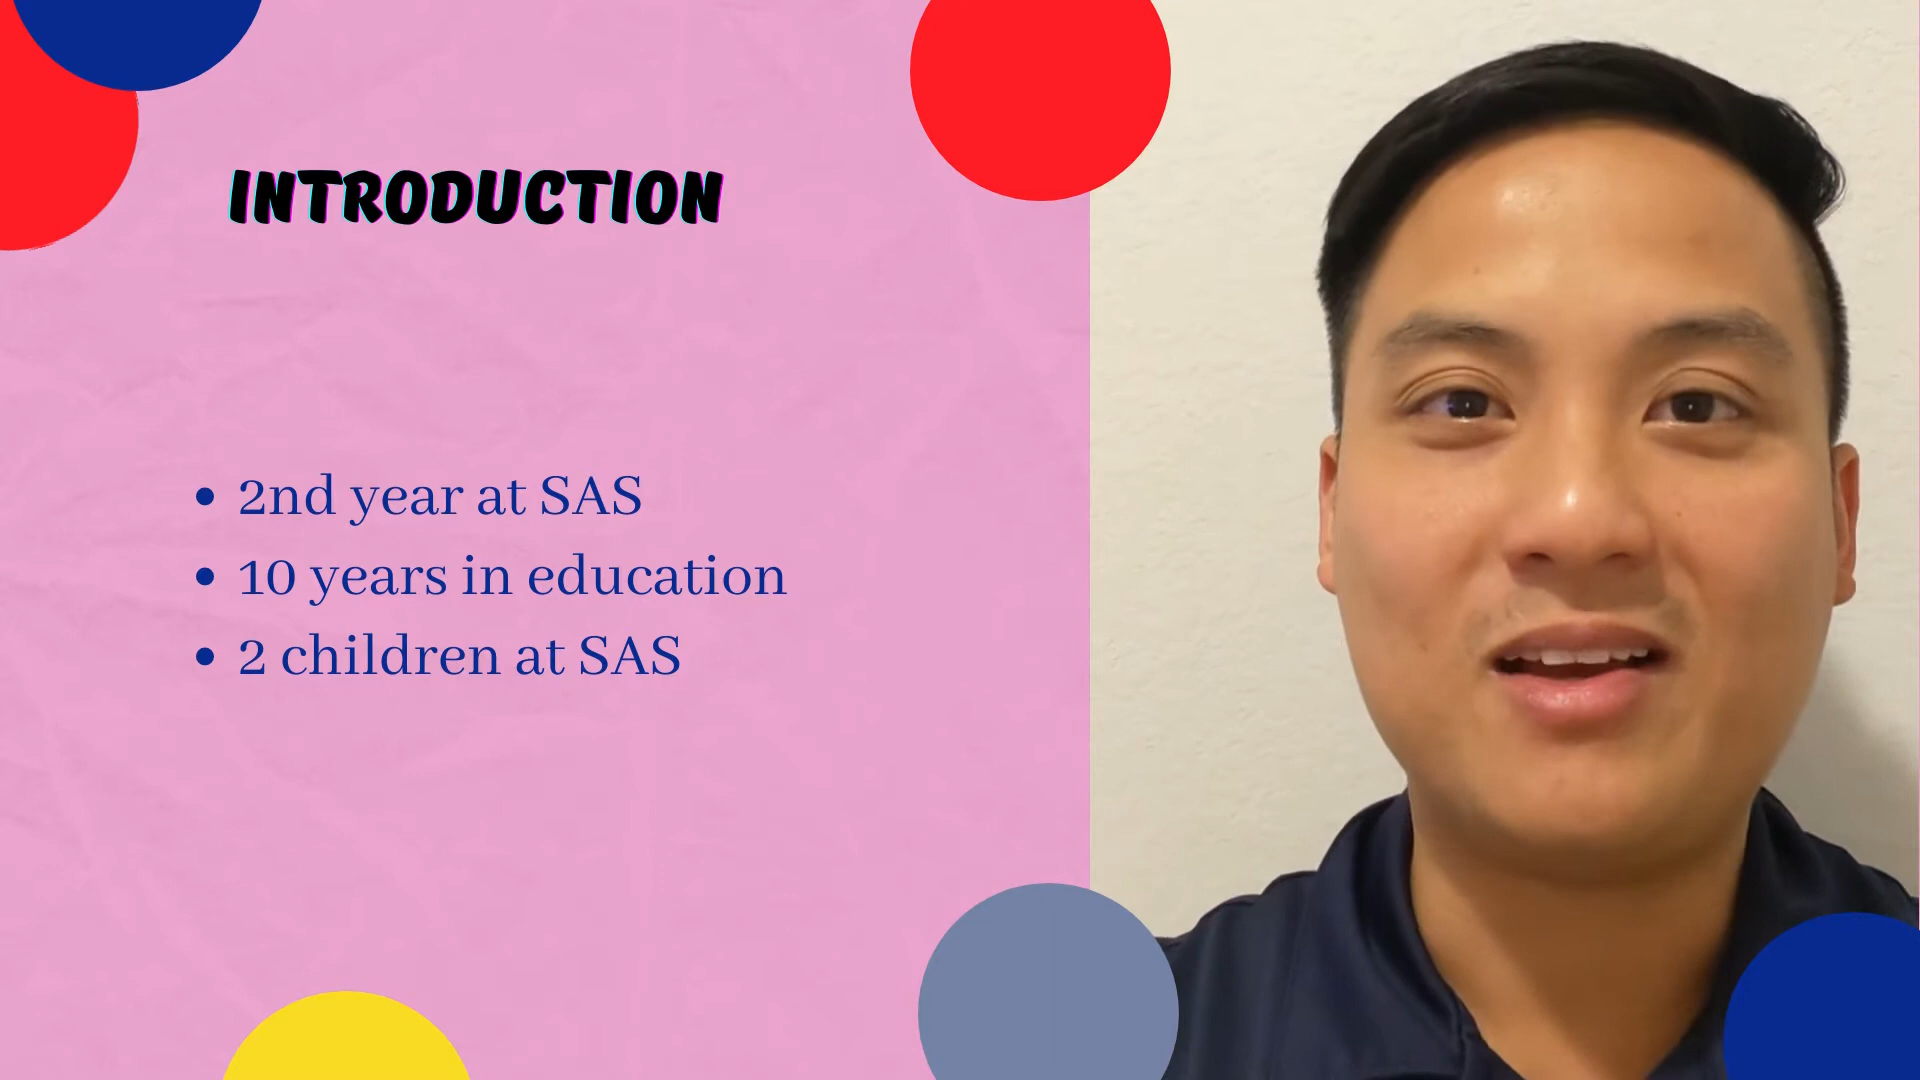 INTRODUCTION
• 2nd year at SAS
• 10 years in education
• 2 children at SAS